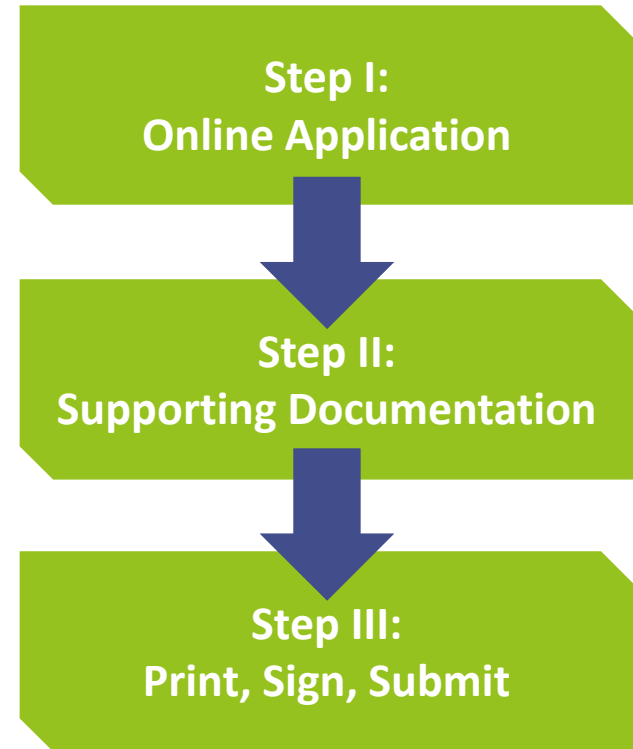 Step I:
Online Application
Step II:
Supporting Documentation
Step III:
Print, Sign, Submit